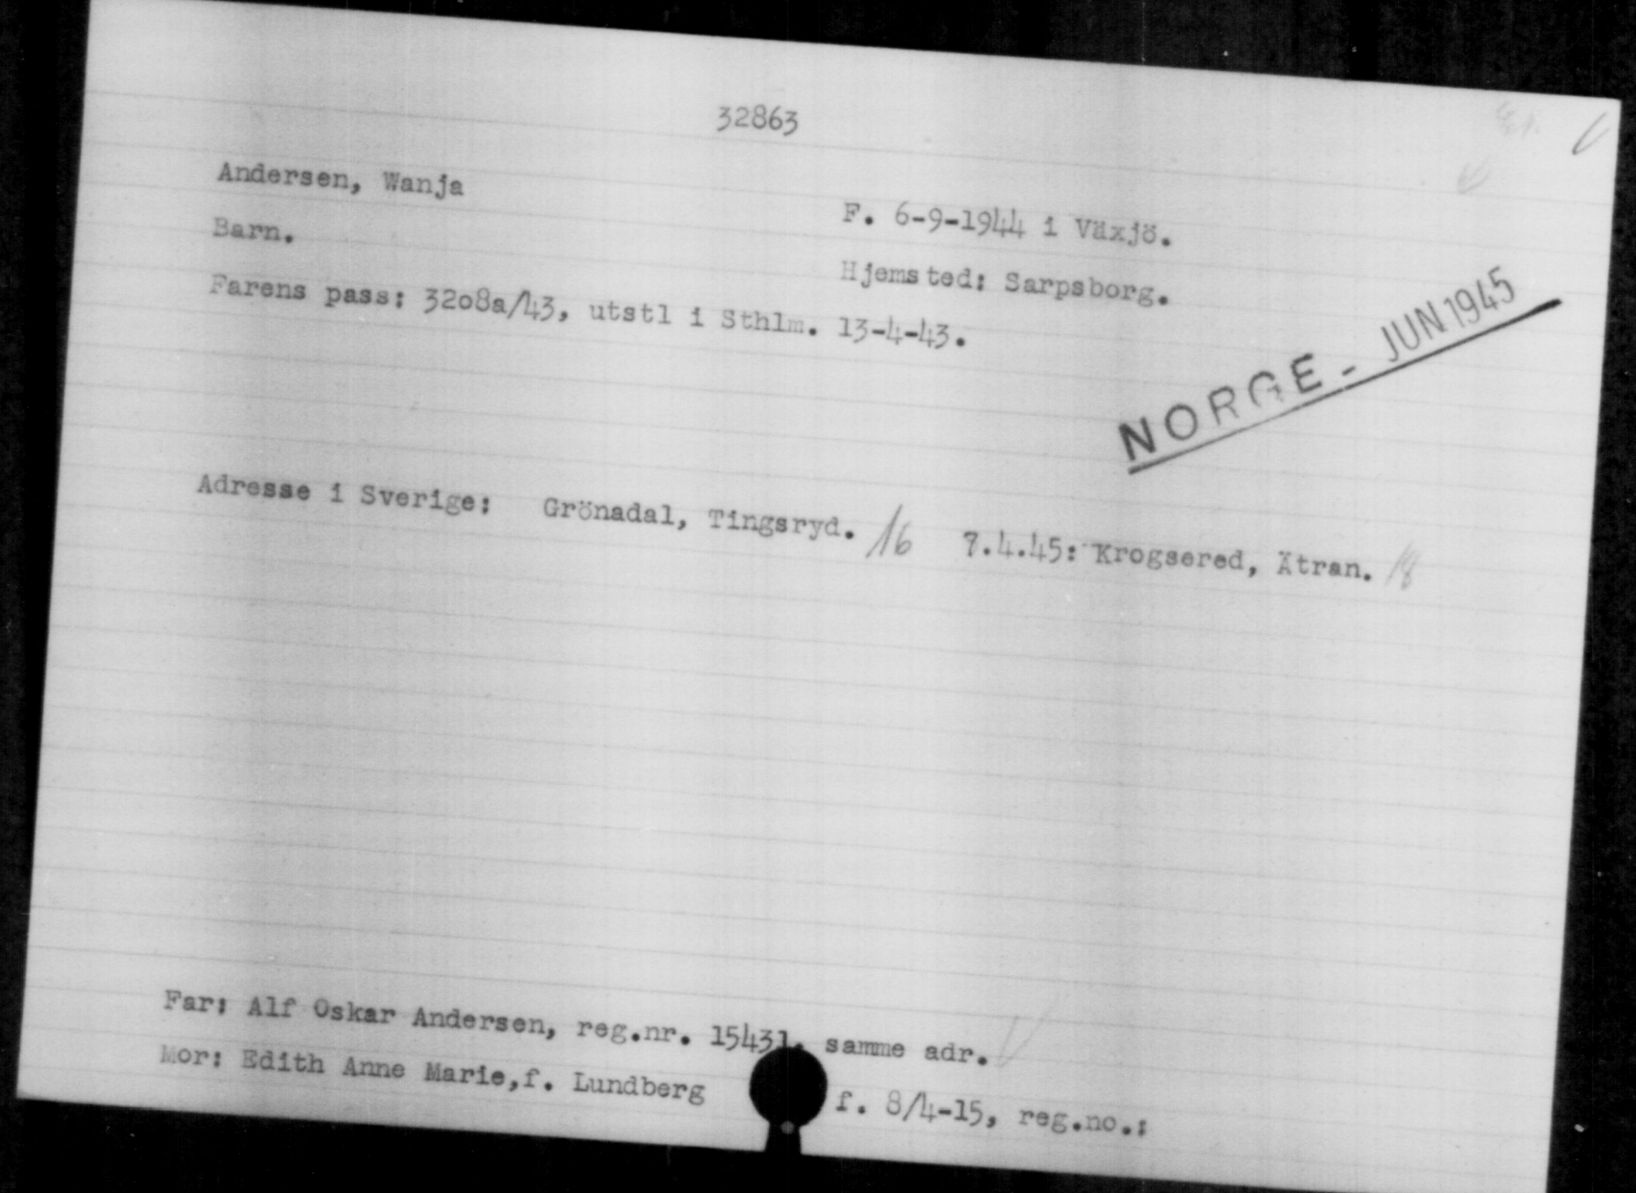 32863
Andersen, Wanja
F. 6-9-1944 i Växjö.
Barn.
Hjemsted: Sarpsborg.
Farens pass: 32o8a/43, utstl i Sthlm. 13-4-43.
NORGE - JUN 1945
Adresse i Sverige: Grönadal, Tingsryd. /16 7.4.45: Krogsered, Ätran. /8
Far: Alf Oskar Andersen, reg.nr. 15431, samme adr.
Mor: Edith Anne Marie,f. Lundberg f. 8/4-15, reg.no.: